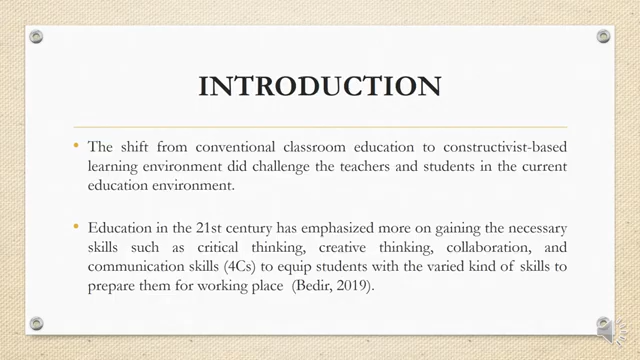 INTRODUCTION
• The shift from conventional classroom education to constructivist-based
learning environment did challenge the teachers and students in the current
education environment.
• Education in the 21st century has emphasized more on gaining the necessary
skills such as critical thinking, creative thinking, collaboration, and
communication skills (4Cs) to equip students with the varied kind of skills to
prepare them for working place (Bedir, 2019).